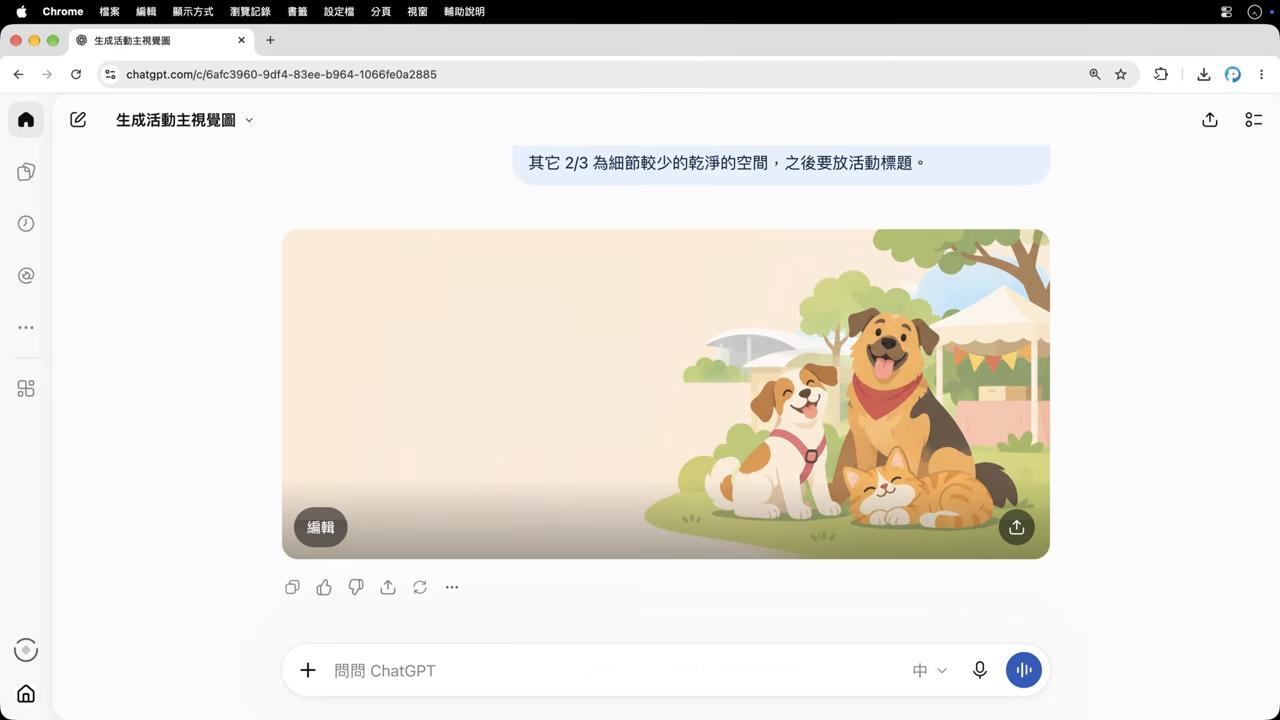 Chrome 檔案 編輯 顯示方式 瀏覽記錄 書籤 設定檔 分頁 視窗 輔助說明
生成活動主視覺圖
chatgpt.com/c/6afc3960-9df4-83ee-b964-1066fe0a2885
生成活動主視覺圖
其它 2/3 為細節較少的乾淨的空間，之後要放活動標題。
編輯
問問 ChatGPT 中